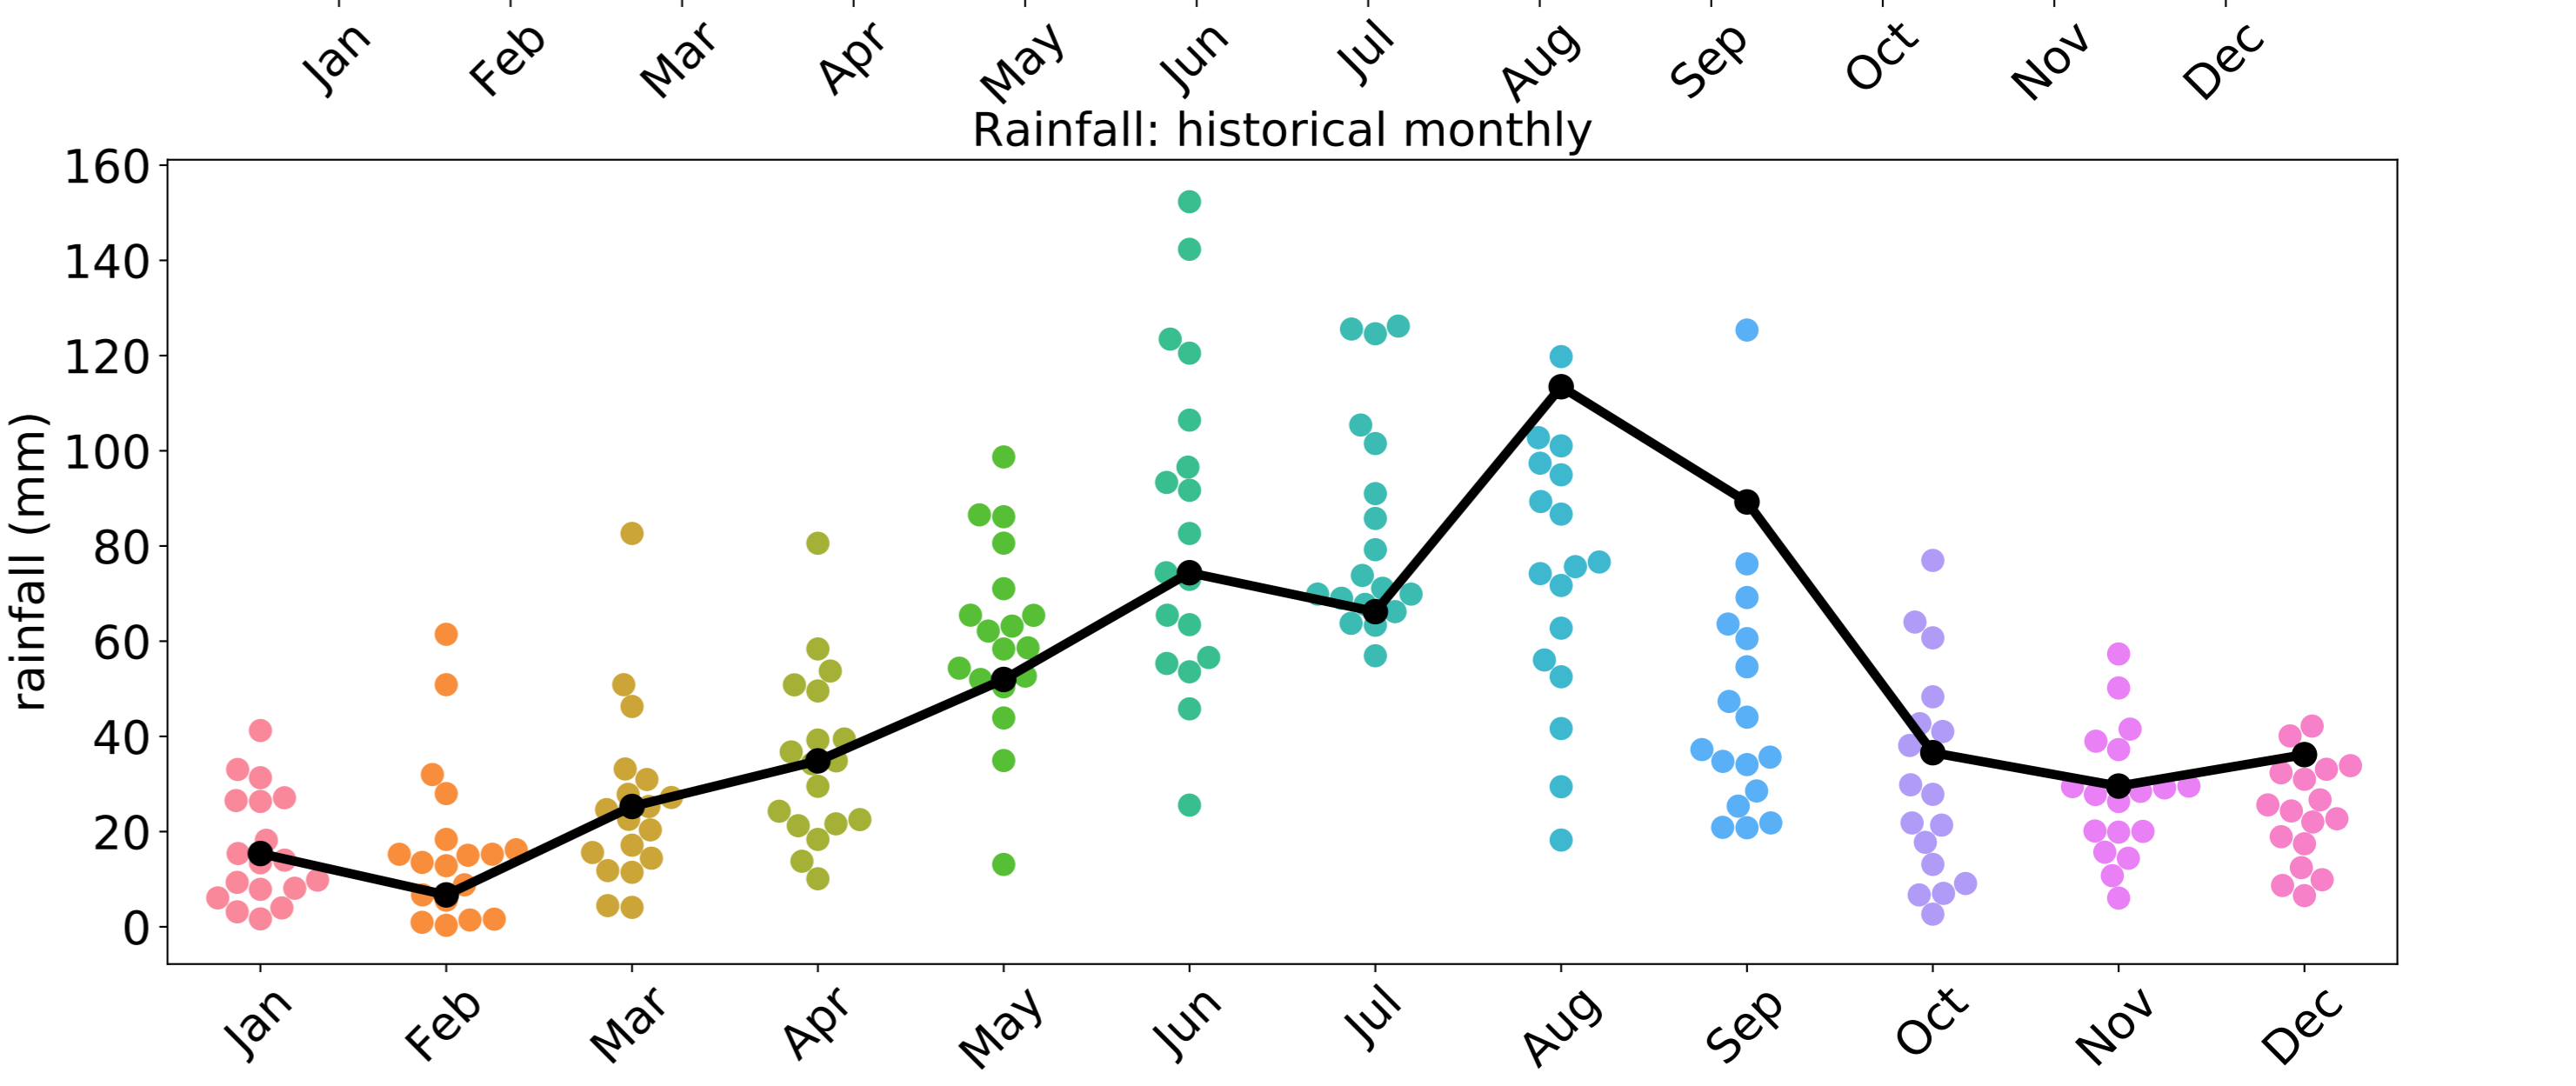 Jan Feb Mar Apr May Jun Jul Aug Sep Oct Nov Dec
Rainfall: historical monthly
160
140
120
100
80
60
40
20
0
rainfall (mm)
Jan Feb Mar Apr May Jun Jul Aug Sep Oct Nov Dec